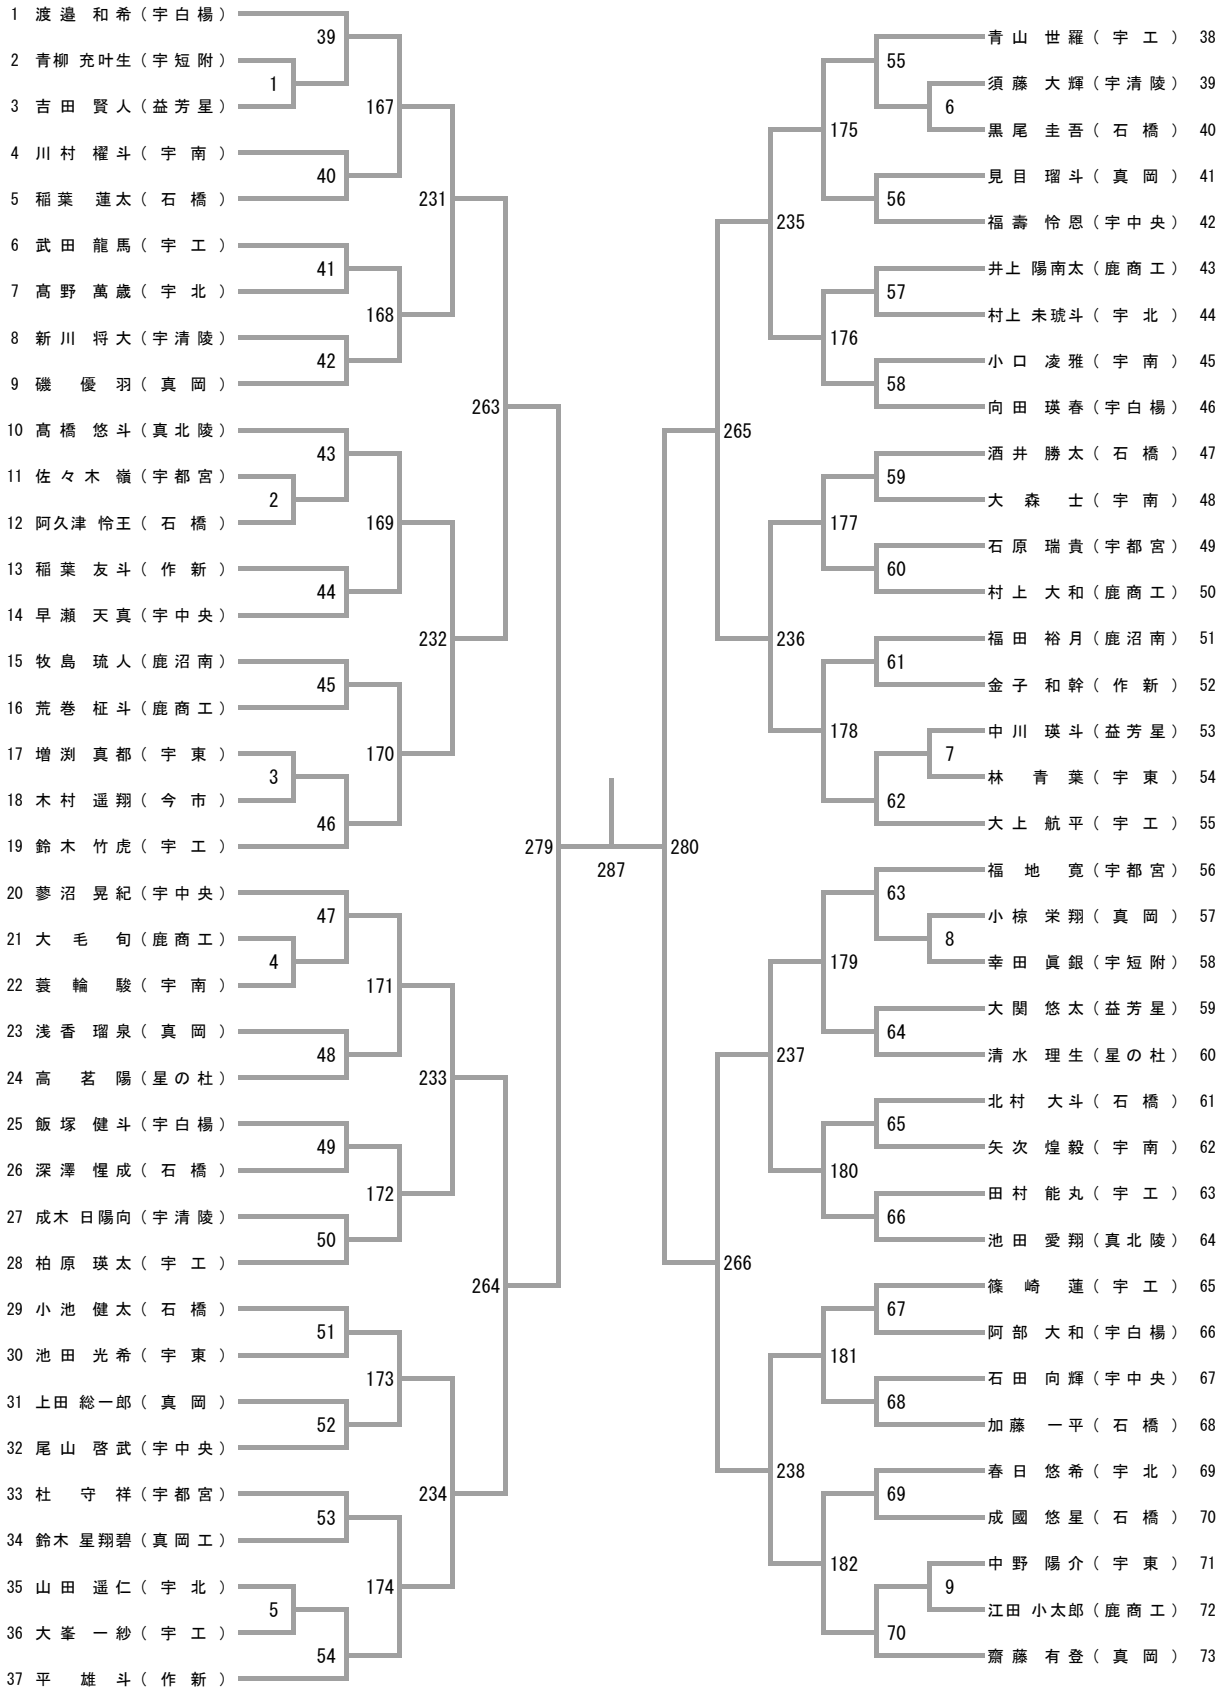 1 渡邉 和希(宇白楊)
2 青柳 充叶生(宇短附)
3 吉田 賢人(益芳星)
4 川村 櫂斗(宇南)
5 稲葉 蓮太(石橋)
6 武田 龍馬(宇工)
7 髙野 萬歳(宇北)
8 新川 将大(宇清陵)
9 磯 優羽(真岡)
10 髙橋 悠斗(真北陵)
11 佐々木 嶺(宇都宮)
12 阿久津 怜王(石橋)
13 稲葉 友斗(作新)
14 早瀬 天真(宇中央)
15 牧島 琉人(鹿沼南)
16 荒巻 柾斗(鹿商工)
17 増渕 真都(宇東)
18 木村 遥翔(今市)
19 鈴木 竹虎(宇工)
20 蓼沼 晃紀(宇中央)
21 大毛 旬(鹿商工)
22 蓑輪 駿(宇南)
23 浅香 瑠泉(真岡)
24 高 茗陽(星の杜)
25 飯塚 健斗(宇白楊)
26 深澤 惺成(石橋)
27 成木 日陽向(宇清陵)
28 柏原 瑛太(宇工)
29 小池 健太(石橋)
30 池田 光希(宇東)
31 上田 総一郎(真岡)
32 尾山 啓武(宇中央)
33 杜 守祥(宇都宮)
34 鈴木 星翔碧(真岡工)
35 山田 遥仁(宇北)
36 大峯 一紗(宇工)
37 平 雄斗(作新)
1
2
3
4
5
39
40
41
42
43
44
45
46
47
48
49
50
51
52
53
54
167
168
169
170
171
172
173
174
231
232
233
234
263
264
279
287
280
265
266
235
236
237
238
175
176
177
178
179
180
181
182
55
56
57
58
59
60
61
62
63
64
65
66
67
68
69
70
6
7
8
9
青山 世羅(宇工) 38
須藤 大輝(宇清陵) 39
黒尾 圭吾(石橋) 40
見目 瑠斗(真岡) 41
福壽 怜恩(宇中央) 42
井上 陽南太(鹿商工) 43
村上 未琥斗(宇北) 44
小口 凌雅(宇南) 45
向田 瑛春(宇白楊) 46
酒井 勝太(石橋) 47
大森 士(宇南) 48
石原 瑞貴(宇都宮) 49
村上 大和(鹿商工) 50
福田 裕月(鹿沼南) 51
金子 和幹(作新) 52
中川 瑛斗(益芳星) 53
林 青葉(宇東) 54
大上 航平(宇工) 55
福地 寛(宇都宮) 56
小椋 栄翔(真岡) 57
幸田 眞銀(宇短附) 58
大関 悠太(益芳星) 59
清水 理生(星の杜) 60
北村 大斗(石橋) 61
矢次 煌毅(宇南) 62
田村 能丸(宇工) 63
池田 愛翔(真北陵) 64
篠崎 蓮(宇工) 65
阿部 大和(宇白楊) 66
石田 向輝(宇中央) 67
加藤 一平(石橋) 68
春日 悠希(宇北) 69
成國 悠星(石橋) 70
中野 陽介(宇東) 71
江田 小太郎(鹿商工) 72
齋藤 有登(真岡) 73